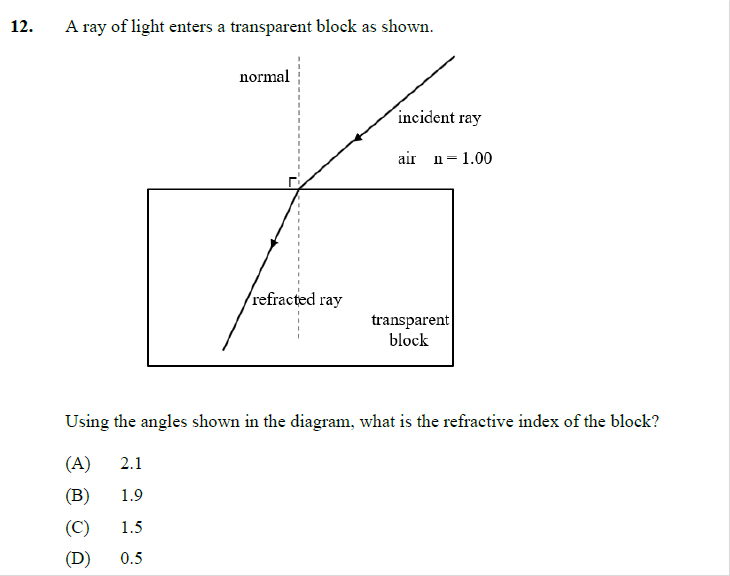 12. A ray of light enters a transparent block as shown.
normal
incident ray
air n = 1.00
refracted ray
transparent
block
Using the angles shown in the diagram, what is the refractive index of the block?
(A) 2.1
(B) 1.9
(C) 1.5
(D) 0.5